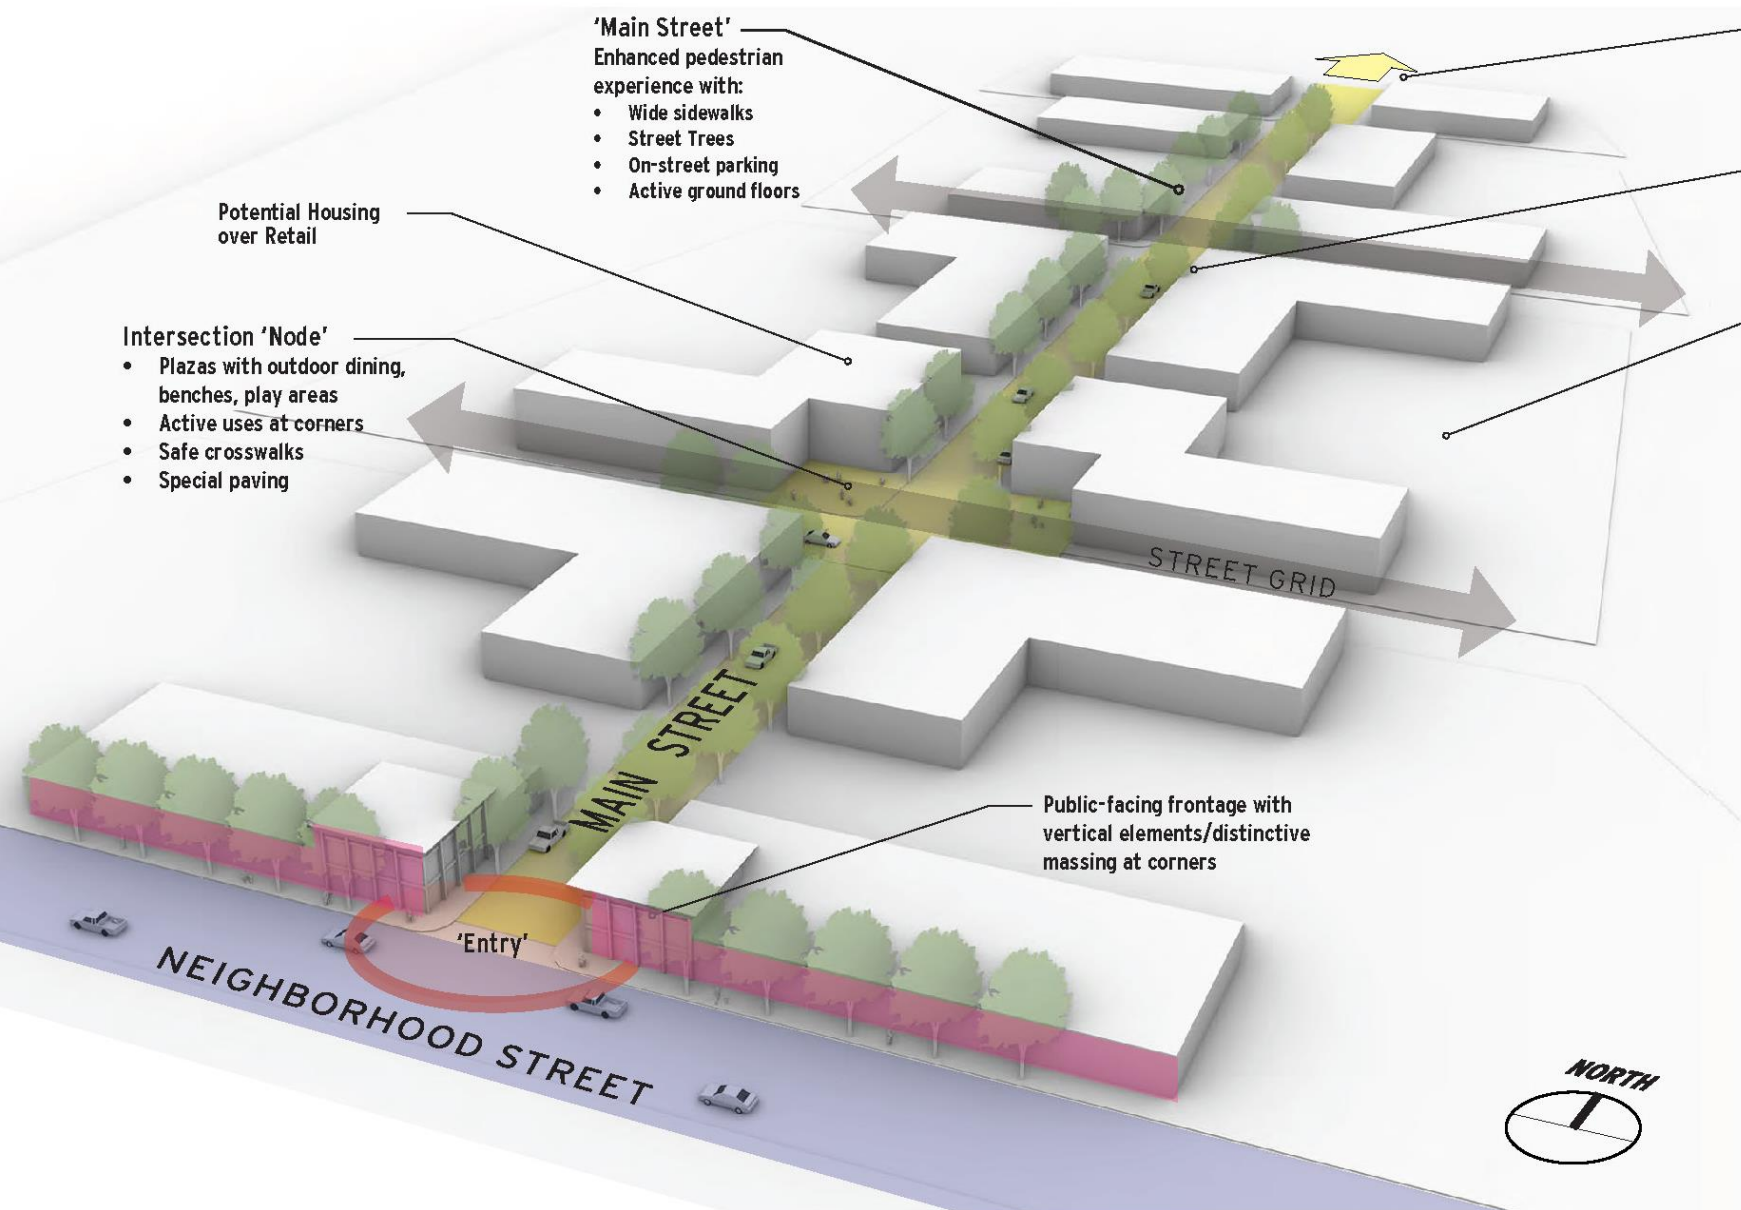 ‘Main Street’
Enhanced pedestrian
experience with:
• Wide sidewalks
• Street Trees
• On-street parking
• Active ground floors
Potential Housing
over Retail
Intersection ‘Node’
• Plazas with outdoor dining,
benches, play areas
• Active uses at corners
• Safe crosswalks
• Special paving
STREET GRID
MAIN STREET
Public-facing frontage with
vertical elements/distinctive
massing at corners
‘Entry’
NEIGHBORHOOD STREET
NORTH